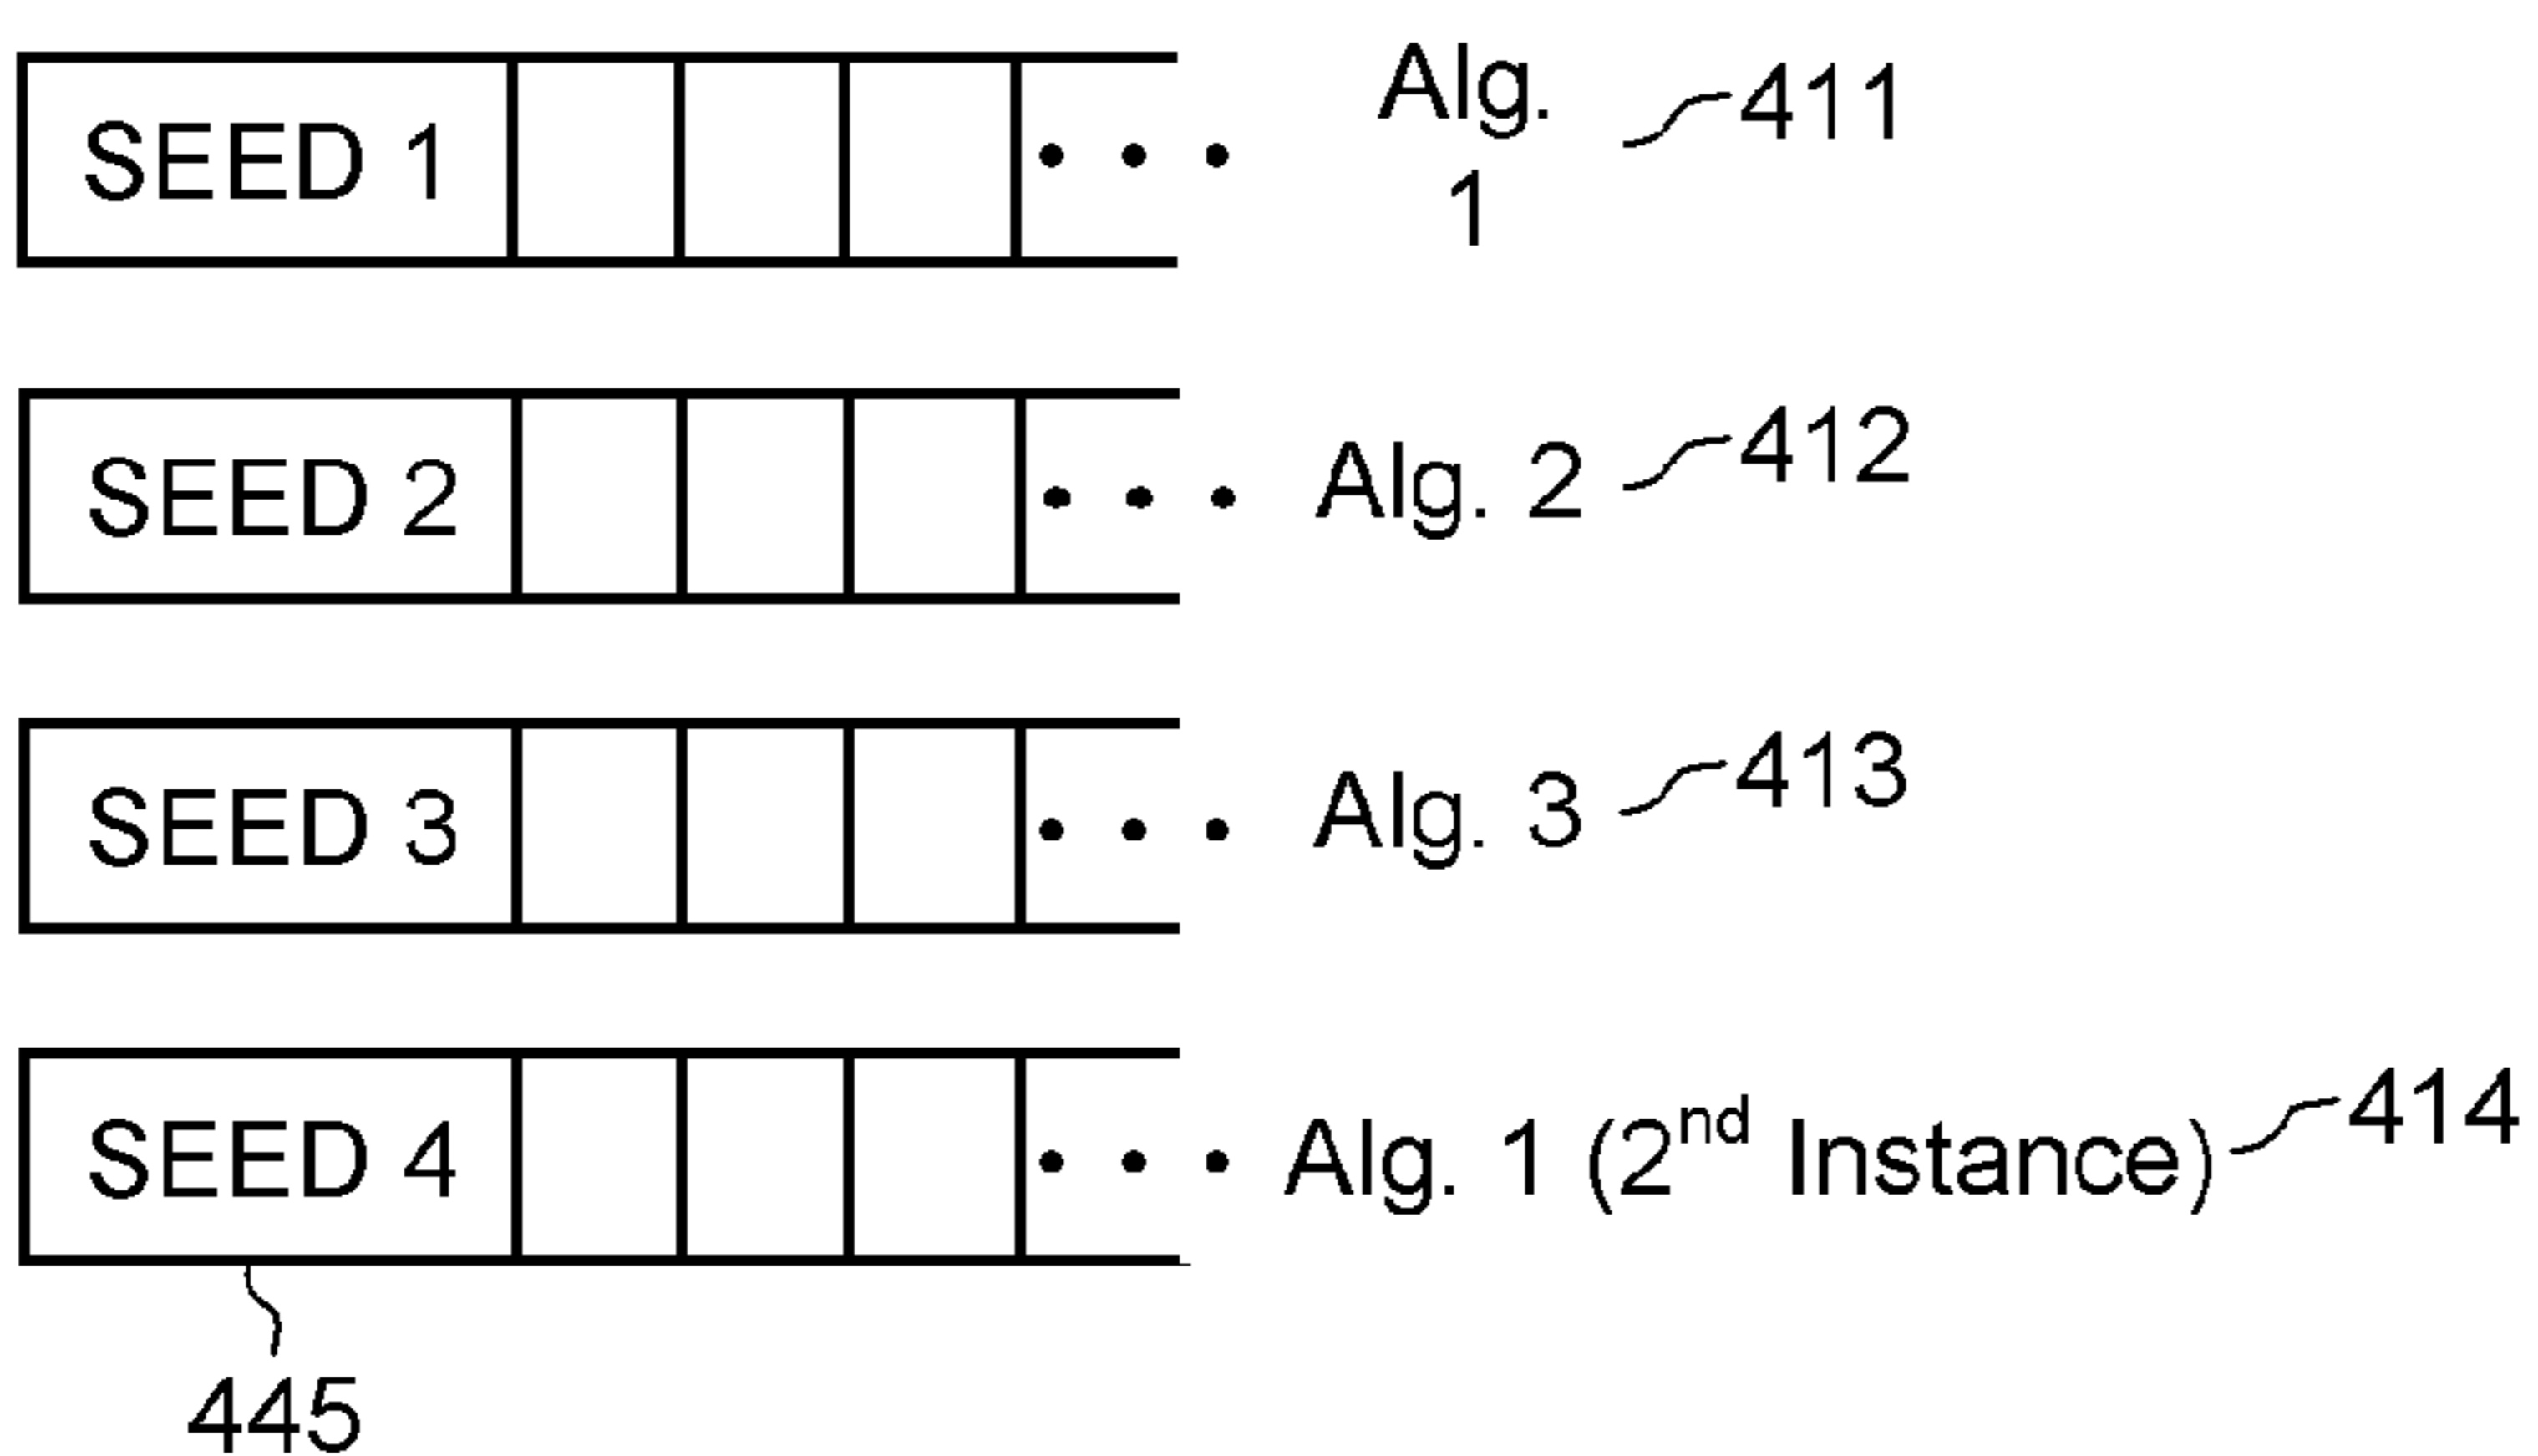 SEED 1 • • • Alg. 1 411
SEED 2 • • • Alg. 2 412
SEED 3 • • • Alg. 3 413
SEED 4 • • • Alg. 1 (2nd Instance) 414
445